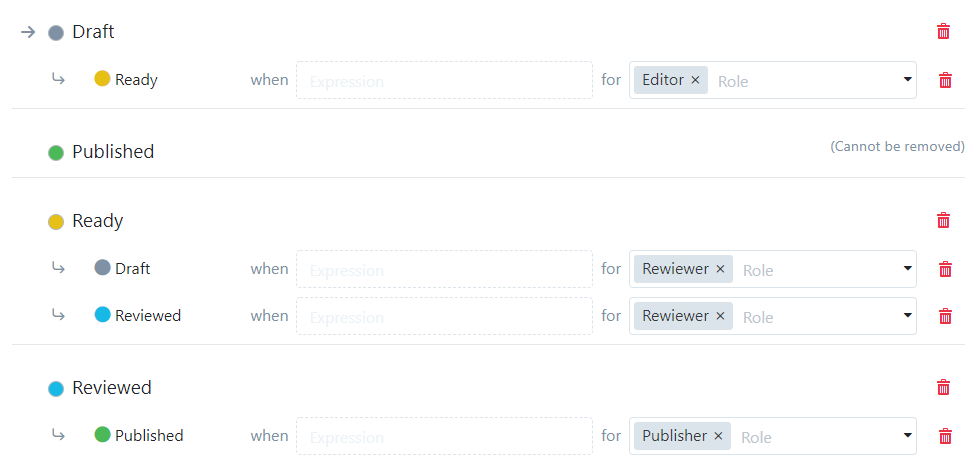 → Draft
↳ Ready when Expression for Editor × Role
Published (Cannot be removed)
Ready
↳ Draft when Expression for Rewiewer × Role
↳ Reviewed when Expression for Rewiewer × Role
Reviewed
↳ Published when Expression for Publisher × Role